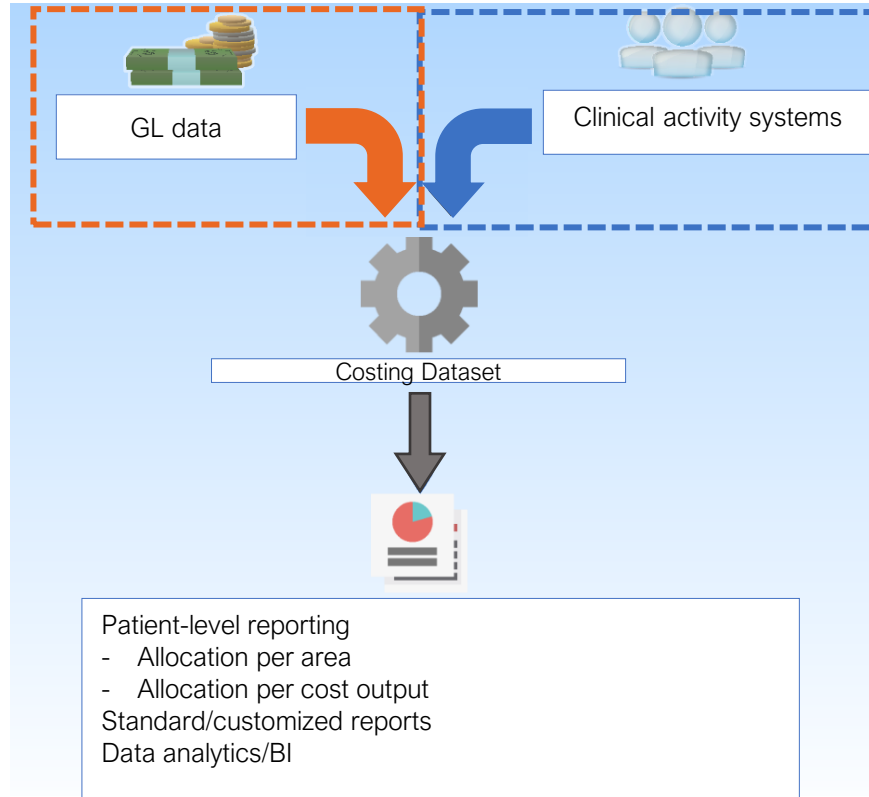 GL data
Clinical activity systems
Costing Dataset
Patient-level reporting
- Allocation per area
- Allocation per cost output
Standard/customized reports
Data analytics/BI